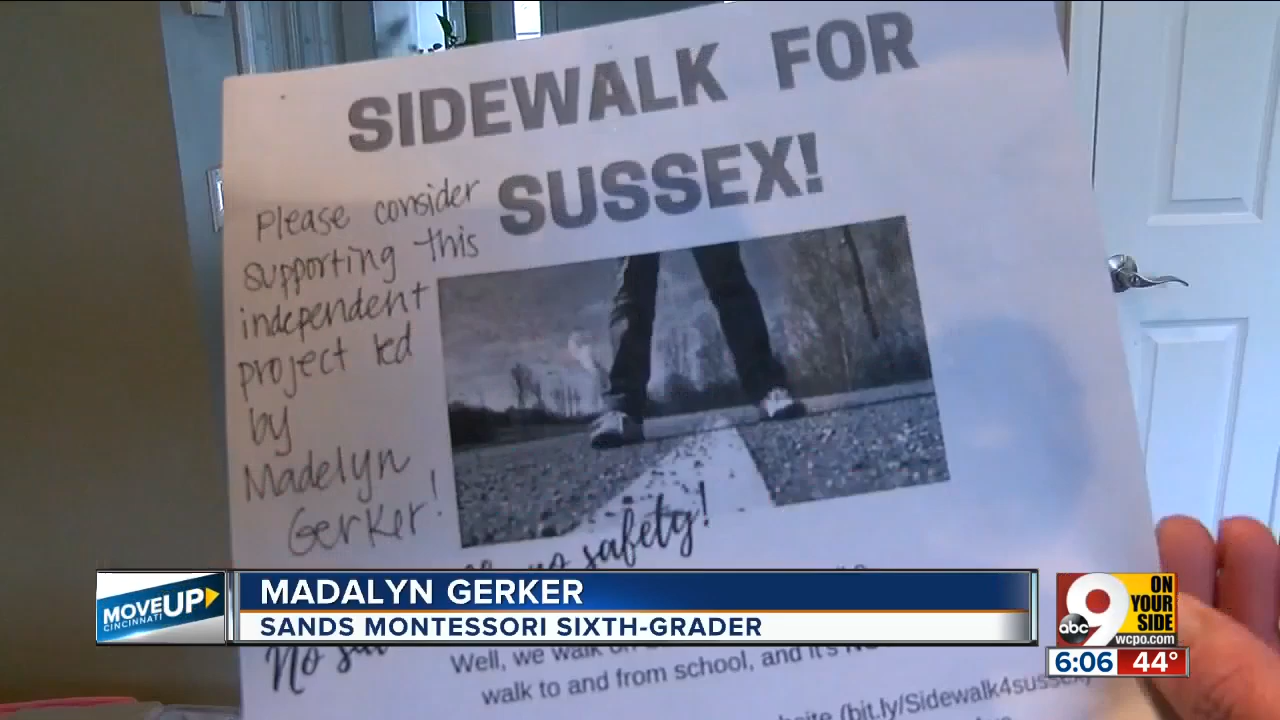 SIDEWALK FOR
SUSSEX!
Please consider
supporting this
independent
project led
by
Madelyn
Gerker!
safety!
No
Well, we walk on
walk to and from school, and it's
(bit.ly/Sidewalk4sussex)
MOVE UP
CINCINNATI
MADALYN GERKER
SANDS MONTESSORI SIXTH-GRADER
abc 9
ON
YOUR
SIDE
wcpo.com
6:06 44°